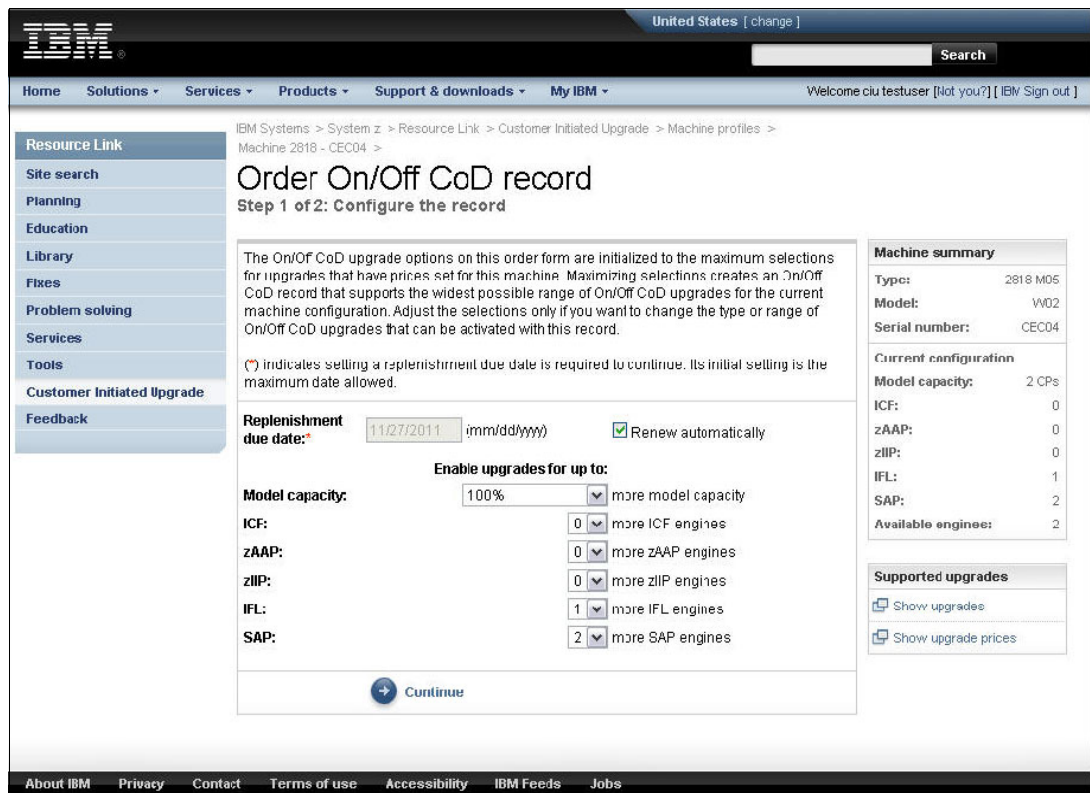 United States [ change ]
IBM ®
Search
Home Solutions Services Products Support & downloads My IBM Welcome ciu testuser [Not you?] [ IBM Sign out ]
IBM Systems > System z > Resource Link > Customer Initiated Upgrade > Machine profiles >
Machine 2818 - CEC04 >
Resource Link
Site search
Planning
Education
Library
Fixes
Problem solving
Services
Tools
Customer Initiated Upgrade
Feedback
Order On/Off CoD record
Step 1 of 2: Configure the record
The On/Off CoD upgrade options on this order form are initialized to the maximum selections
for upgrades that have prices set for this machine. Maximizing selections creates an On/Off
CoD record that supports the widest possible range of On/Off CoD upgrades for the current
machine configuration. Adjust the selections only if you want to change the type or range of
On/Off CoD upgrades that can be activated with this record.
(*) indicates setting a replenishment due date is required to continue. Its initial setting is the
maximum date allowed.
Replenishment
due date:* 11/27/2011 (mm/dd/yyyy) Renew automatically
Enable upgrades for up to:
Model capacity: 100% more model capacity
ICF: 0 more ICF engines
zAAP: 0 more zAAP engines
zIIP: 0 more zIIP engines
IFL: 1 more IFL engines
SAP: 2 more SAP engines
Continue
Machine summary
Type: 2818 M05
Model: W02
Serial number: CEC04
Current configuration
Model capacity: 2 CPs
ICF: 0
zAAP: 0
zIIP: 0
IFL: 1
SAP: 2
Available engines: 2
Supported upgrades
Show upgrades
Show upgrade prices
About IBM Privacy Contact Terms of use Accessibility IBM Feeds Jobs